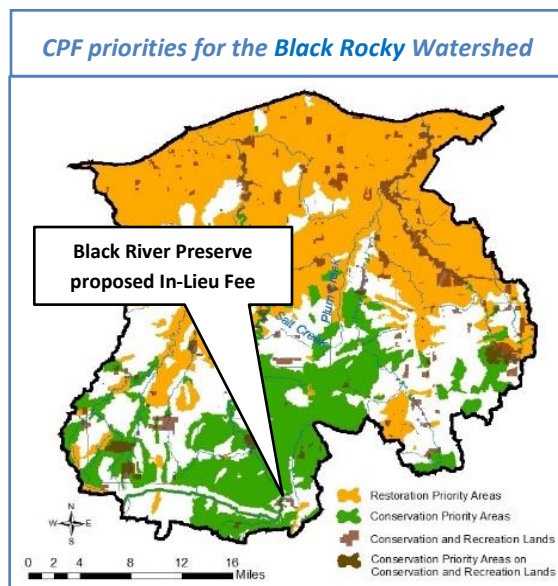 CPF priorities for the Black Rocky Watershed
Black River Preserve
proposed In-Lieu Fee
Plum Creek
Salt Creek
N
W E
S
0 2 4 8 12 16
Miles
Restoration Priority Areas
Conservation Priority Areas
Conservation and Recreation Lands
Conservation Priority Areas on
Conservation and Recreation Lands